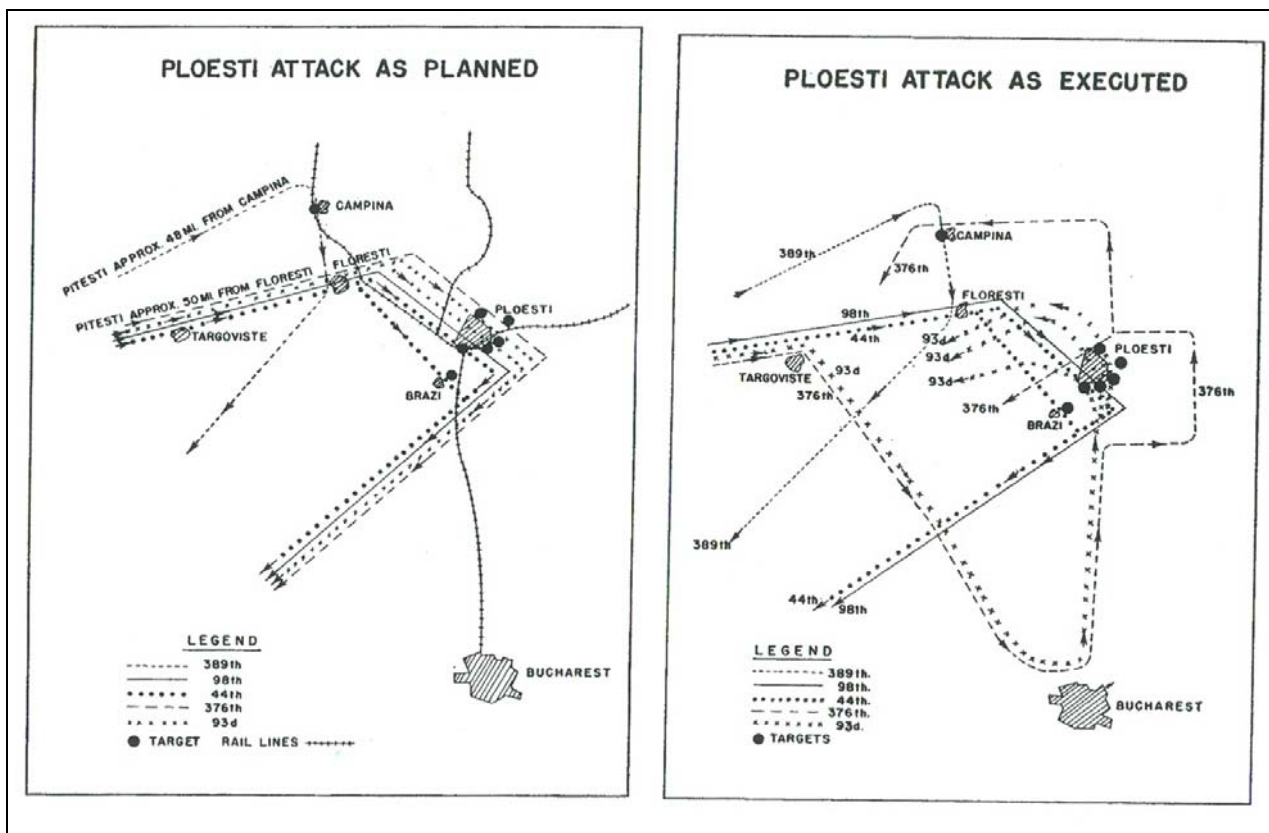 PLOESTI ATTACK AS PLANNED
PITESTI APPROX. 48 MI. FROM CAMPINA
CAMPINA
PITESTI APPROX. 50 MI. FROM FLORESTI
FLORESTI
TARGOVISTE
PLOESTI
BRAZI
BUCHAREST
LEGEND
389th
98th
44th
376th
93d
TARGET RAIL LINES
PLOESTI ATTACK AS EXECUTED
389th
CAMPINA
376th
98th
FLORESTI
44th
93d
93d
PLOESTI
TARGOVISTE
93d
93d
376th
376th
376th
BRAZI
389th
44th
98th
BUCHAREST
LEGEND
389th.
98th.
44th.
376th.
93d.
TARGETS